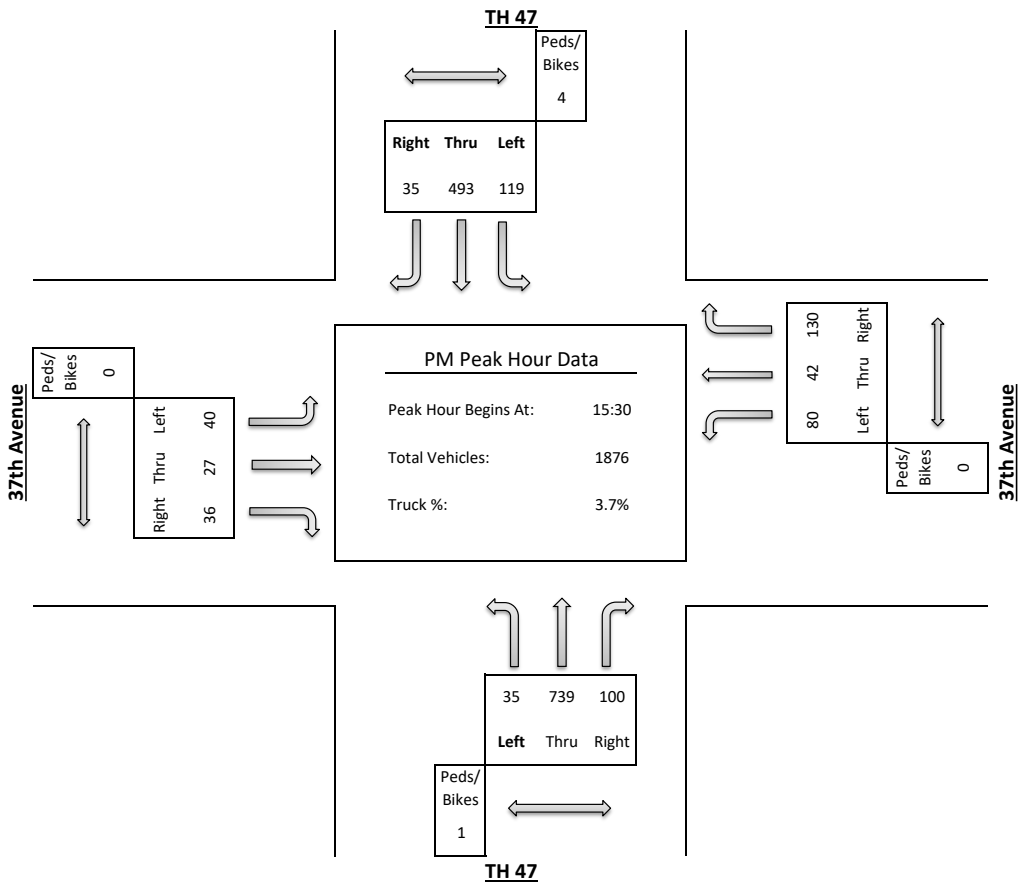 TH 47
Peds/
Bikes
4
Right Thru Left
35 493 119
37th Avenue
Peds/
Bikes
0
Left 40
Thru 27
Right 36
PM Peak Hour Data
Peak Hour Begins At: 15:30
Total Vehicles: 1876
Truck %: 3.7%
130 Right
42 Thru
80 Left
Peds/
Bikes
0
37th Avenue
35 739 100
Left Thru Right
Peds/
Bikes
1
TH 47